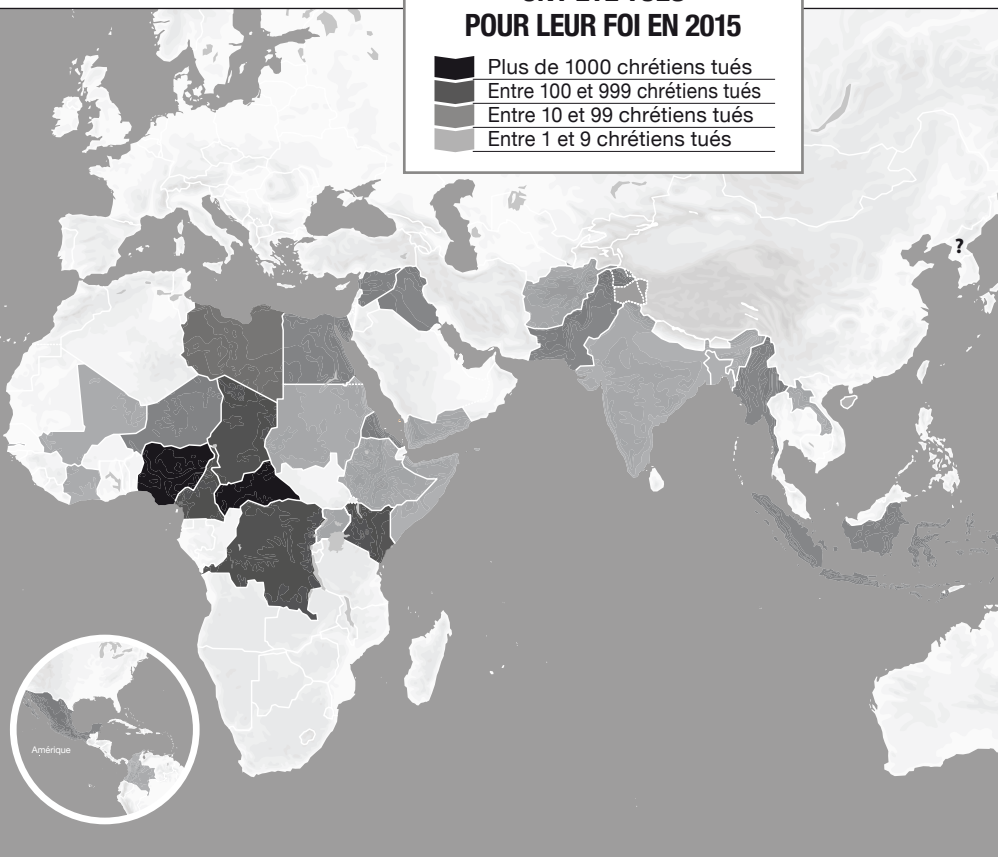 POUR LEUR FOI EN 2015
Plus de 1000 chrétiens tués
Entre 100 et 999 chrétiens tués
Entre 10 et 99 chrétiens tués
Entre 1 et 9 chrétiens tués
?
Amérique